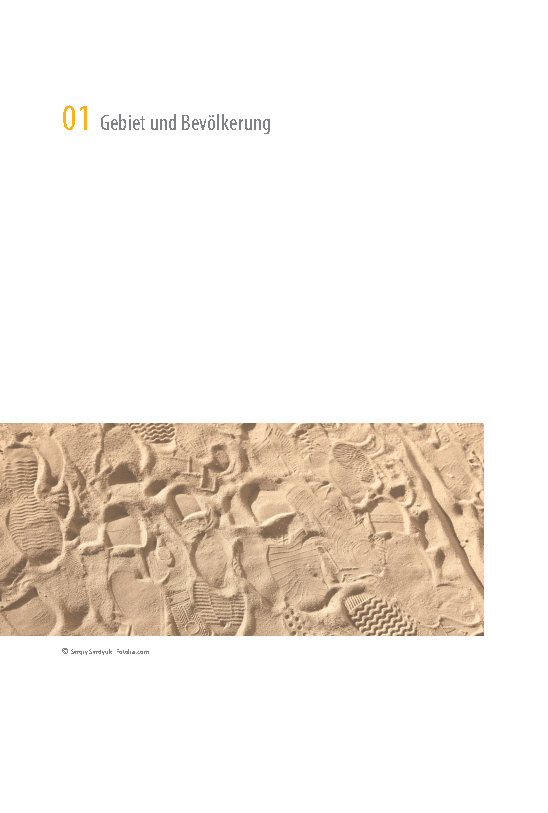 01 Gebiet und Bevölkerung
© Sergiy Serdyuk - Fotolia.com